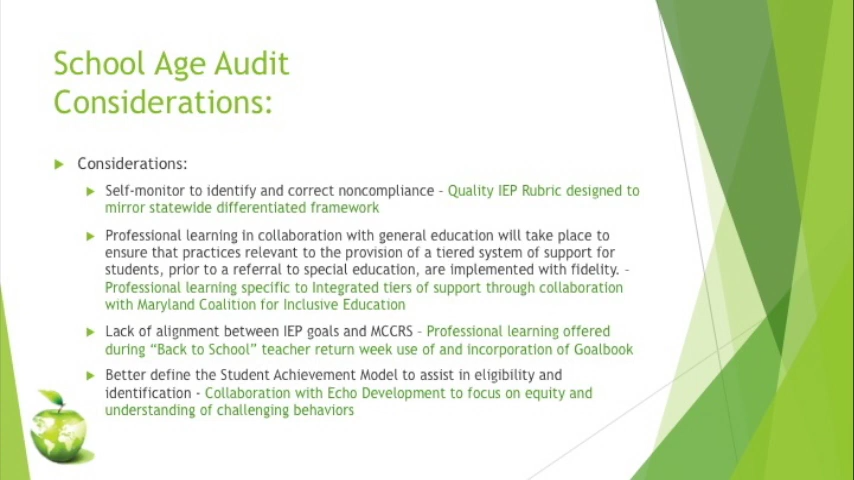 School Age Audit
Considerations:
Considerations:
Self-monitor to identify and correct noncompliance - Quality IEP Rubric designed to
mirror statewide differentiated framework
Professional learning in collaboration with general education will take place to
ensure that practices relevant to the provision of a tiered system of support for
students, prior to a referral to special education, are implemented with fidelity. -
Professional learning specific to Integrated tiers of support through collaboration
with Maryland Coalition for Inclusive Education
Lack of alignment between IEP goals and MCCRS - Professional learning offered
during “Back to School” teacher return week use of and incorporation of Goalbook
Better define the Student Achievement Model to assist in eligibility and
identification - Collaboration with Echo Development to focus on equity and
understanding of challenging behaviors